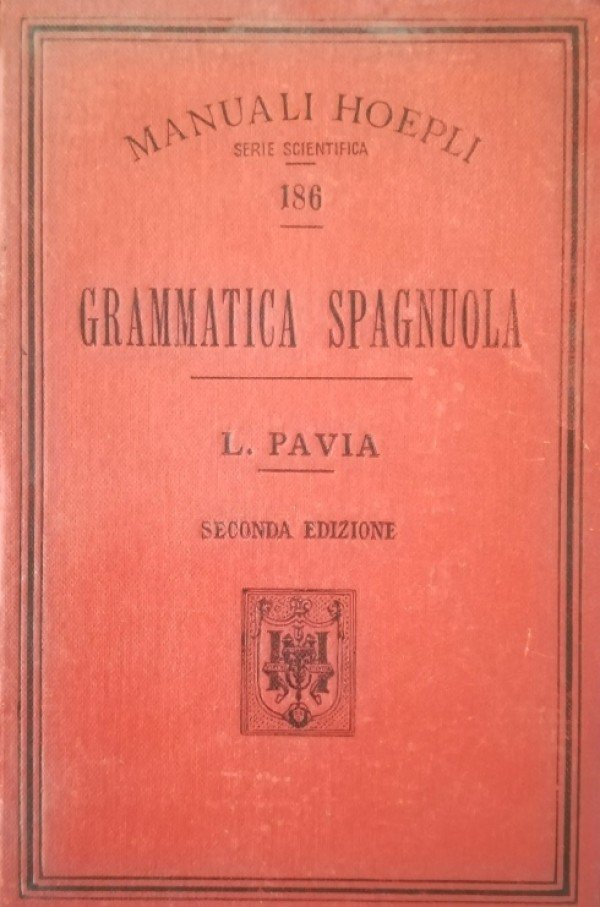 MANUALI HOEPLI
SERIE SCIENTIFICA
186
GRAMMATICA SPAGNUOLA
L. PAVIA
SECONDA EDIZIONE